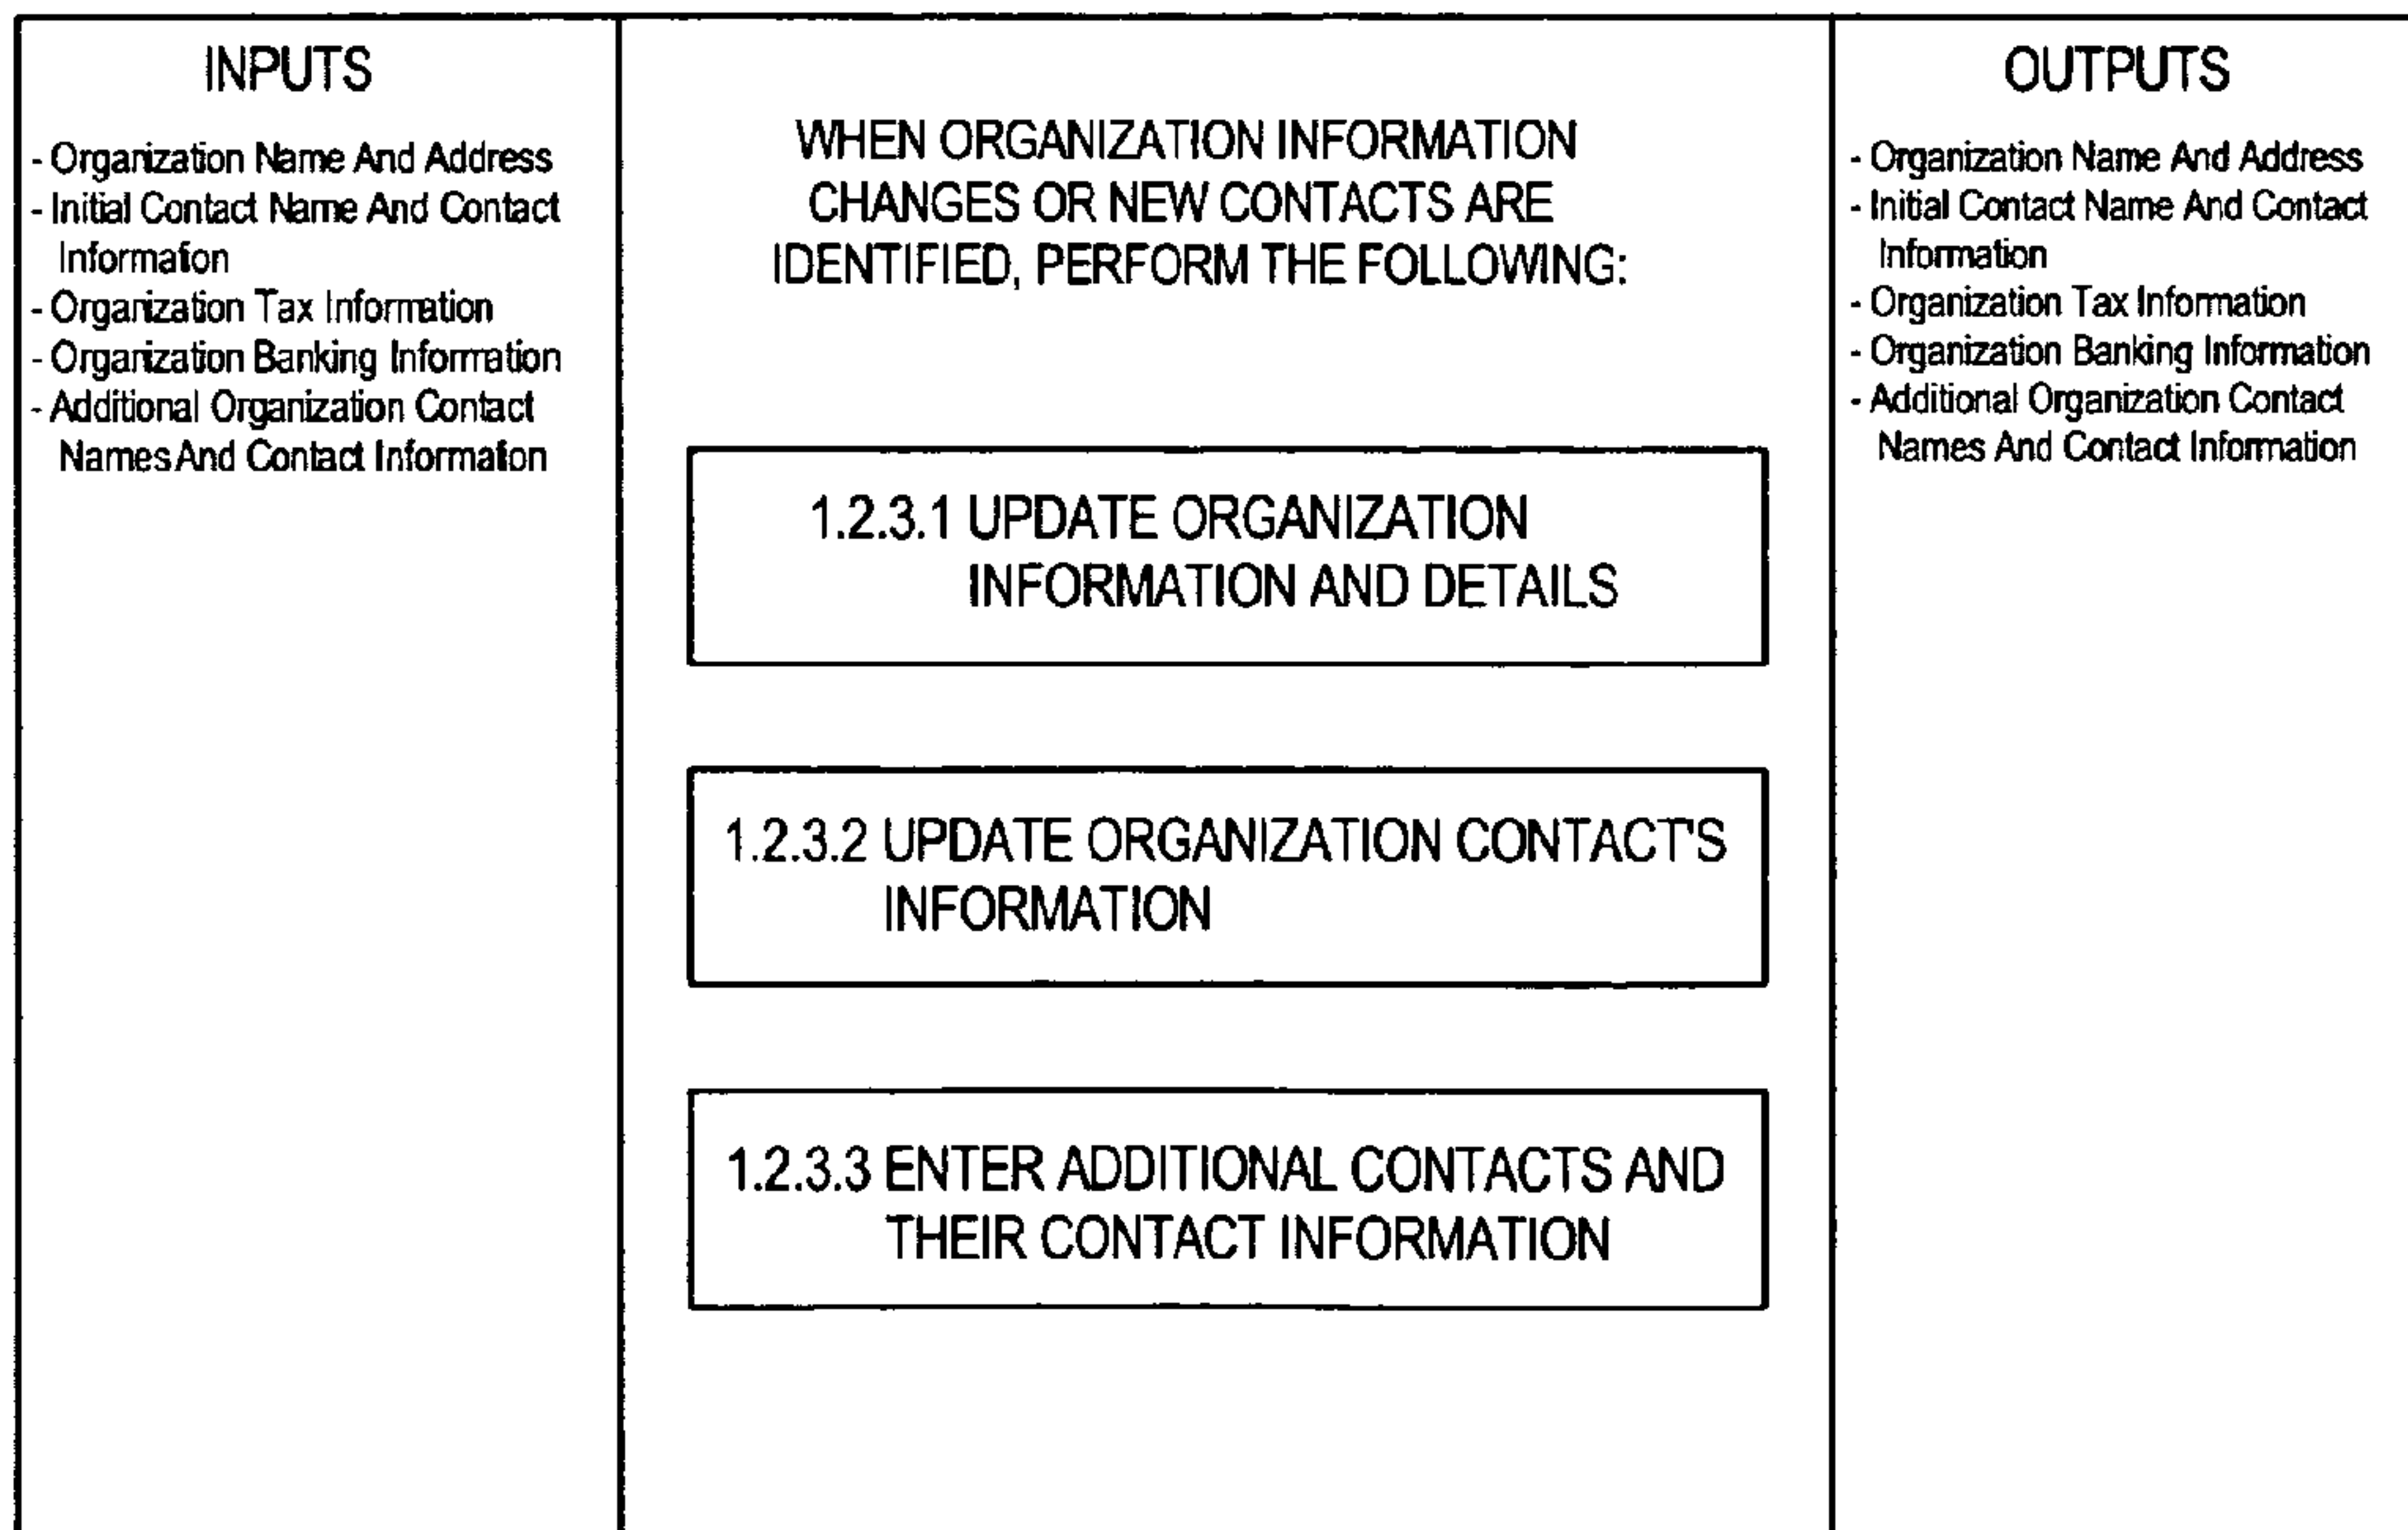 INPUTS
- Organization Name And Address
- Initial Contact Name And Contact
Information
- Organization Tax Information
- Organization Banking Information
- Additional Organization Contact
Names And Contact Information
WHEN ORGANIZATION INFORMATION
CHANGES OR NEW CONTACTS ARE
IDENTIFIED, PERFORM THE FOLLOWING:
1.2.3.1 UPDATE ORGANIZATION
INFORMATION AND DETAILS
1.2.3.2 UPDATE ORGANIZATION CONTACT'S
INFORMATION
1.2.3.3 ENTER ADDITIONAL CONTACTS AND
THEIR CONTACT INFORMATION
OUTPUTS
- Organization Name And Address
- Initial Contact Name And Contact
Information
- Organization Tax Information
- Organization Banking Information
- Additional Organization Contact
Names And Contact Information